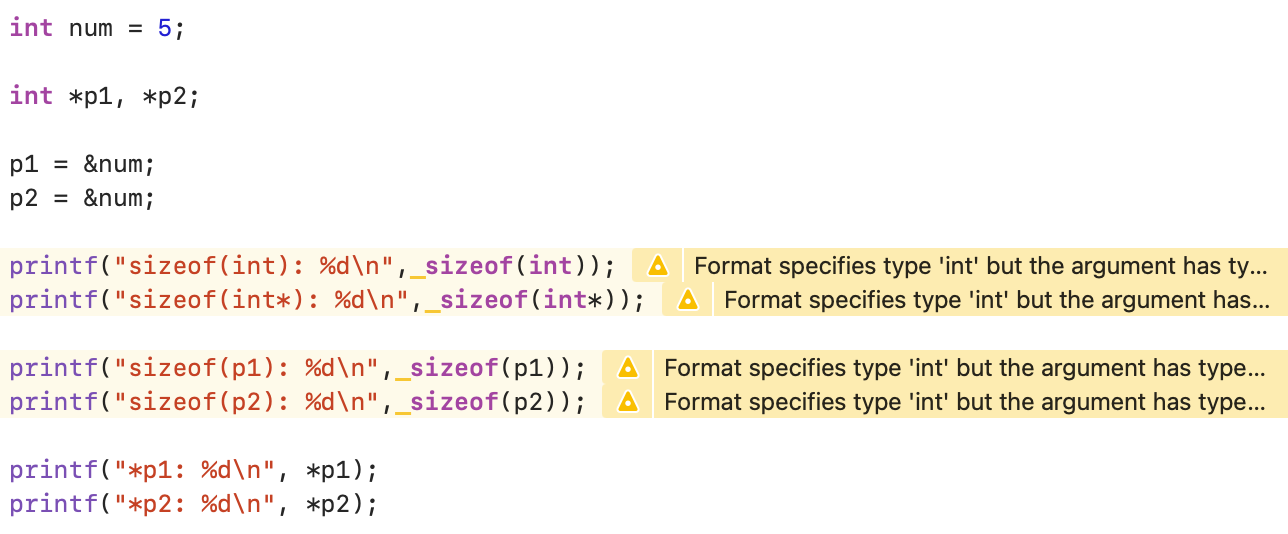 int num = 5;
int *p1, *p2;
p1 = &num;
p2 = &num;
printf("sizeof(int): %d\n", sizeof(int)); Format specifies type 'int' but the argument has ty...
printf("sizeof(int*): %d\n", sizeof(int*)); Format specifies type 'int' but the argument has...
printf("sizeof(p1): %d\n", sizeof(p1)); Format specifies type 'int' but the argument has type...
printf("sizeof(p2): %d\n", sizeof(p2)); Format specifies type 'int' but the argument has type...
printf("*p1: %d\n", *p1);
printf("*p2: %d\n", *p2);